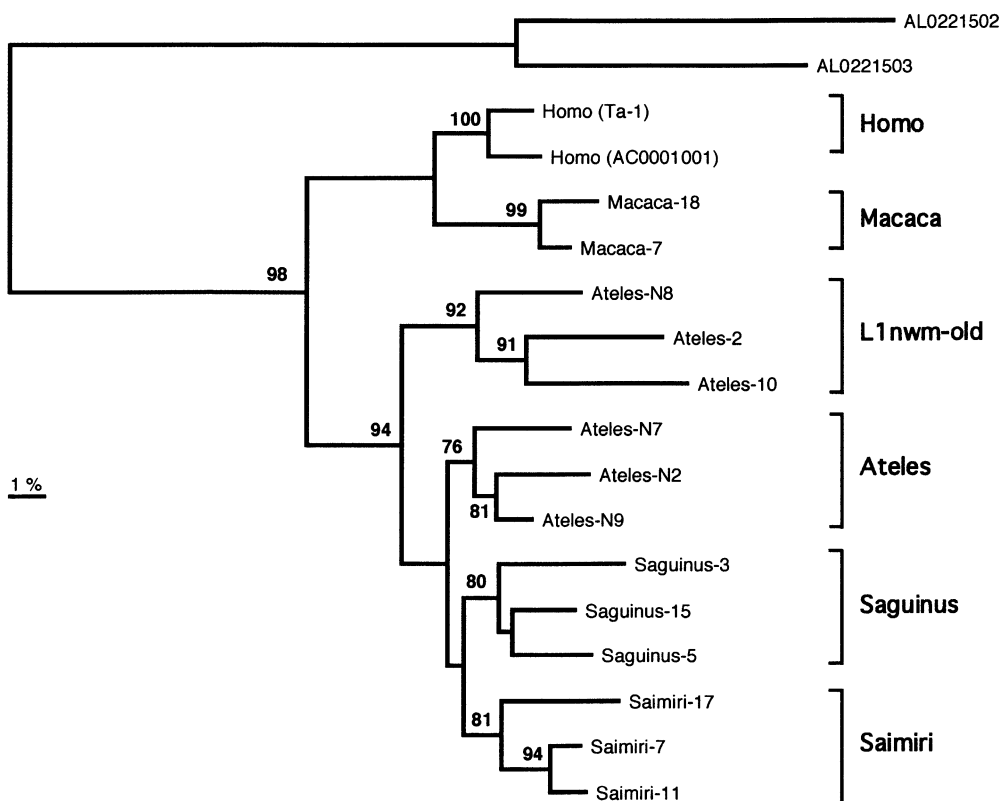 AL0221502
AL0221503
Homo (Ta-1)
100
Homo
Homo (AC0001001)
Macaca-18
99
Macaca
Macaca-7
98
Ateles-N8
92
L1nwm-old
Ateles-2
91
Ateles-10
94
Ateles-N7
76
Ateles
Ateles-N2
1 %
81
Ateles-N9
Saguinus-3
80
Saguinus
Saguinus-15
Saguinus-5
Saimiri-17
81
Saimiri
Saimiri-7
94
Saimiri-11